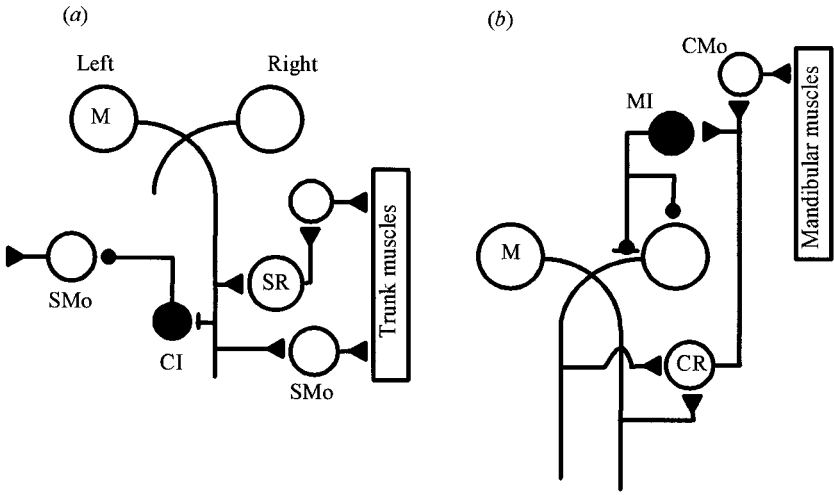 (a)
Left
Right
M
SMo
CI
SR
SMo
Trunk muscles
(b)
CMo
MI
M
CR
Mandibular muscles